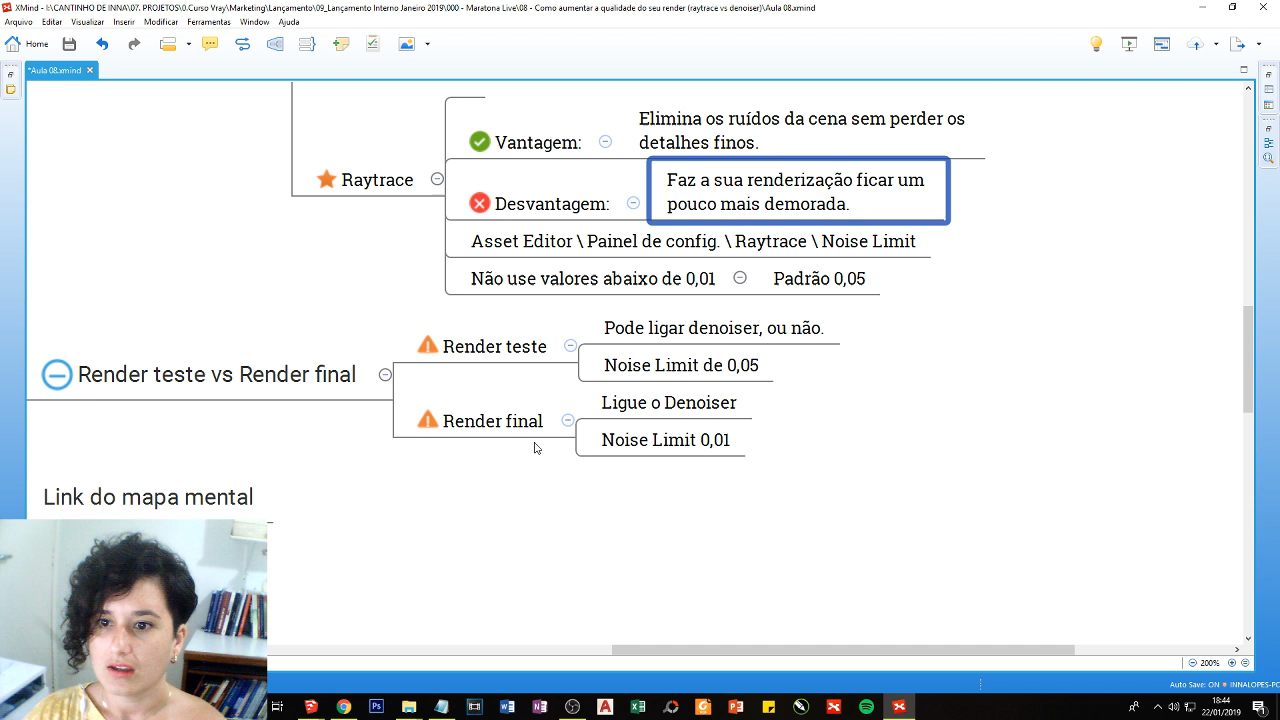 XMind - I:\CANTINHO DE INNA\07. PROJETOS\0.Curso Vray\Marketing\Lançamento\09_Lançamento Interno Janeiro 2019\000 - Maratona Live\08 - Como aumentar a qualidade do seu render (raytrace vs denoiser)\Aula 08.xmind
Arquivo Editar Visualizar Inserir Modificar Ferramentas Window Ajuda
Home
*Aula 08.xmind
Elimina os ruídos da cena sem perder os
detalhes finos.
Vantagem:
Raytrace
Faz a sua renderização ficar um
pouco mais demorada.
Desvantagem:
Asset Editor \ Painel de config. \ Raytrace \ Noise Limit
Não use valores abaixo de 0,01
Padrão 0,05
Render teste vs Render final
Render teste
Pode ligar denoiser, ou não.
Noise Limit de 0,05
Render final
Ligue o Denoiser
Noise Limit 0,01
Link do mapa mental
200%
Auto Save: ON
INNALOPES-PC
18:44
22/01/2019